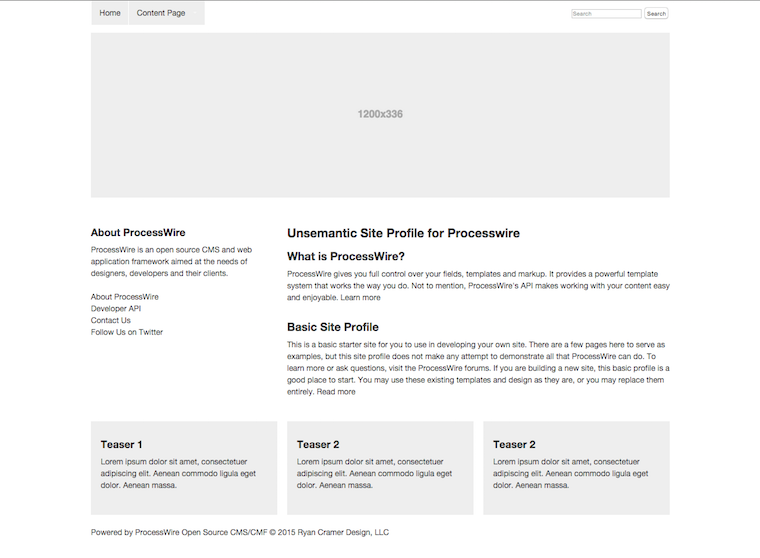 Home
Content Page
Search
Search
1200x336
About ProcessWire
ProcessWire is an open source CMS and web
application framework aimed at the needs of
designers, developers and their clients.
About ProcessWire
Developer API
Contact Us
Follow Us on Twitter
Unsemantic Site Profile for Processwire
What is ProcessWire?
ProcessWire gives you full control over your fields, templates and markup. It provides a powerful template
system that works the way you do. Not to mention, ProcessWire's API makes working with your content easy
and enjoyable. Learn more
Basic Site Profile
This is a basic starter site for you to use in developing your own site. There are a few pages here to serve as
examples, but this site profile does not make any attempt to demonstrate all that ProcessWire can do. To
learn more or ask questions, visit the ProcessWire forums. If you are building a new site, this basic profile is a
good place to start. You may use these existing templates and design as they are, or you may replace them
entirely. Read more
Teaser 1
Lorem ipsum dolor sit amet, consectetuer
adipiscing elit. Aenean commodo ligula eget
dolor. Aenean massa.
Teaser 2
Lorem ipsum dolor sit amet, consectetuer
adipiscing elit. Aenean commodo ligula eget
dolor. Aenean massa.
Teaser 2
Lorem ipsum dolor sit amet, consectetuer
adipiscing elit. Aenean commodo ligula eget
dolor. Aenean massa.
Powered by ProcessWire Open Source CMS/CMF © 2015 Ryan Cramer Design, LLC